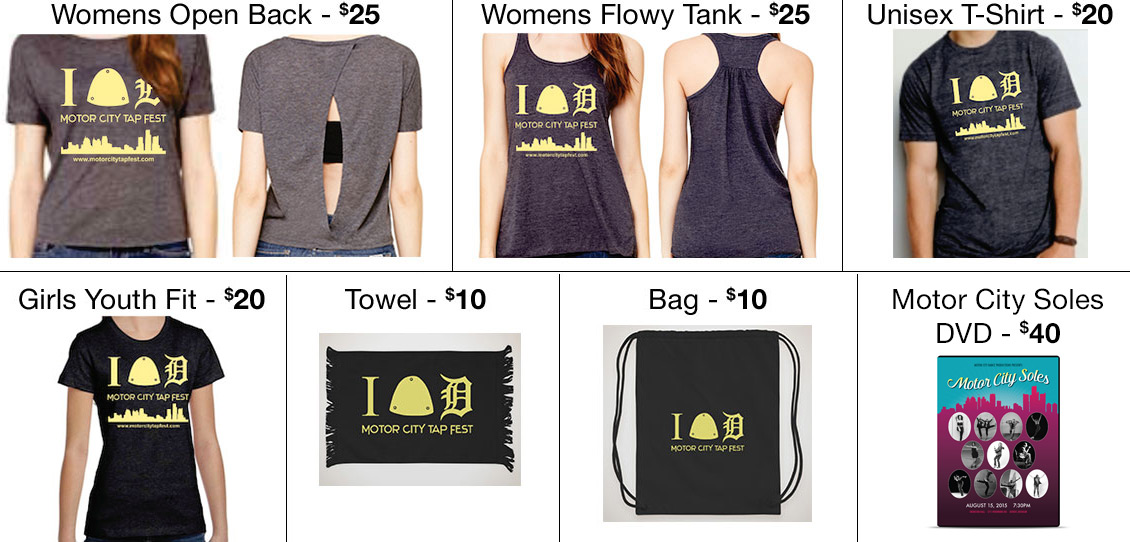 Womens Open Back - $25
I D
MOTOR CITY TAP FEST
www.motorcitytapfest.com
Womens Flowy Tank - $25
I D
MOTOR CITY TAP FEST
www.motorcitytapfest.com
Unisex T-Shirt - $20
I D
MOTOR CITY TAP FEST
www.motorcitytapfest.com
Girls Youth Fit - $20
I D
MOTOR CITY TAP FEST
www.motorcitytapfest.com
Towel - $10
I D
MOTOR CITY TAP FEST
Bag - $10
I D
MOTOR CITY TAP FEST
Motor City Soles
DVD - $40
Motor City Soles
AUGUST 15, 2015 7:30PM